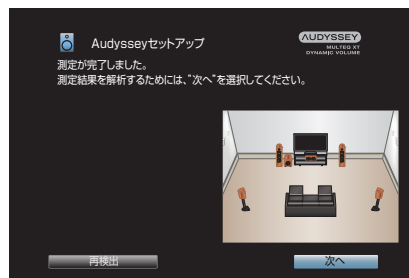 Audysseyセットアップ
AUDYSSEY
MULTEQ XT
DYNAMIC VOLUME
測定が完了しました。
測定結果を解析するためには、“次へ”を選択してください。
再検出
次へ